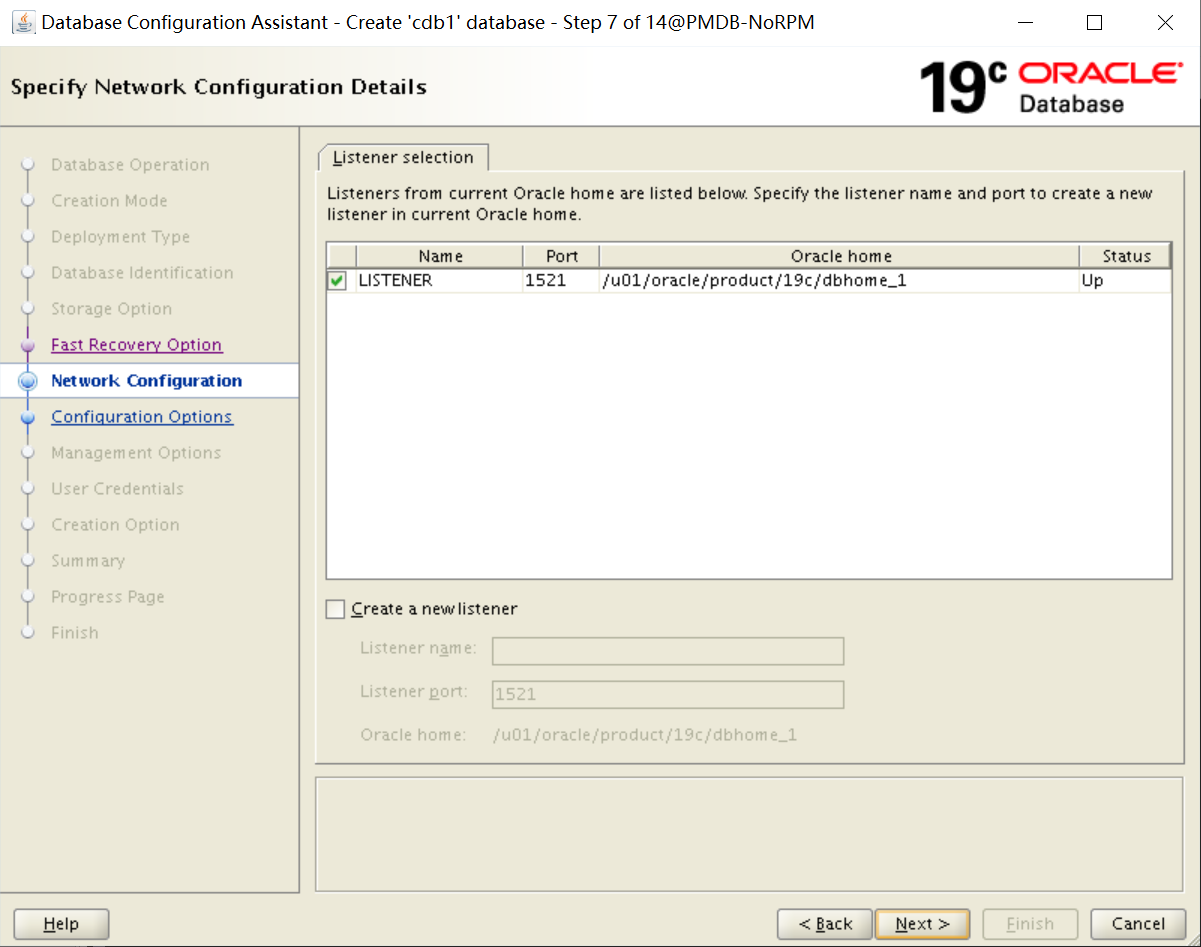 Database Configuration Assistant - Create 'cdb1' database - Step 7 of 14@PMDB-NoRPM
Specify Network Configuration Details
19c ORACLE
Database
Database Operation
Creation Mode
Deployment Type
Database Identification
Storage Option
Fast Recovery Option
Network Configuration
Configuration Options
Management Options
User Credentials
Creation Option
Summary
Progress Page
Finish
Listener selection
Listeners from current Oracle home are listed below. Specify the listener name and port to create a new
listener in current Oracle home.
Name Port Oracle home Status
LISTENER 1521 /u01/oracle/product/19c/dbhome_1 Up
Create a new listener
Listener name:
Listener port: 1521
Oracle home: /u01/oracle/product/19c/dbhome_1
Help < Back Next > Finish Cancel